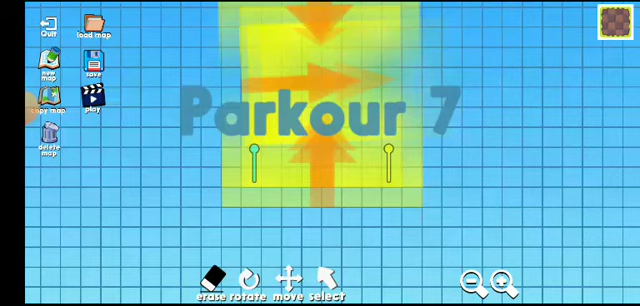 Quit
load map
new
map
save
copy map
play
delete
map
Parkour 7
erase rotate move select